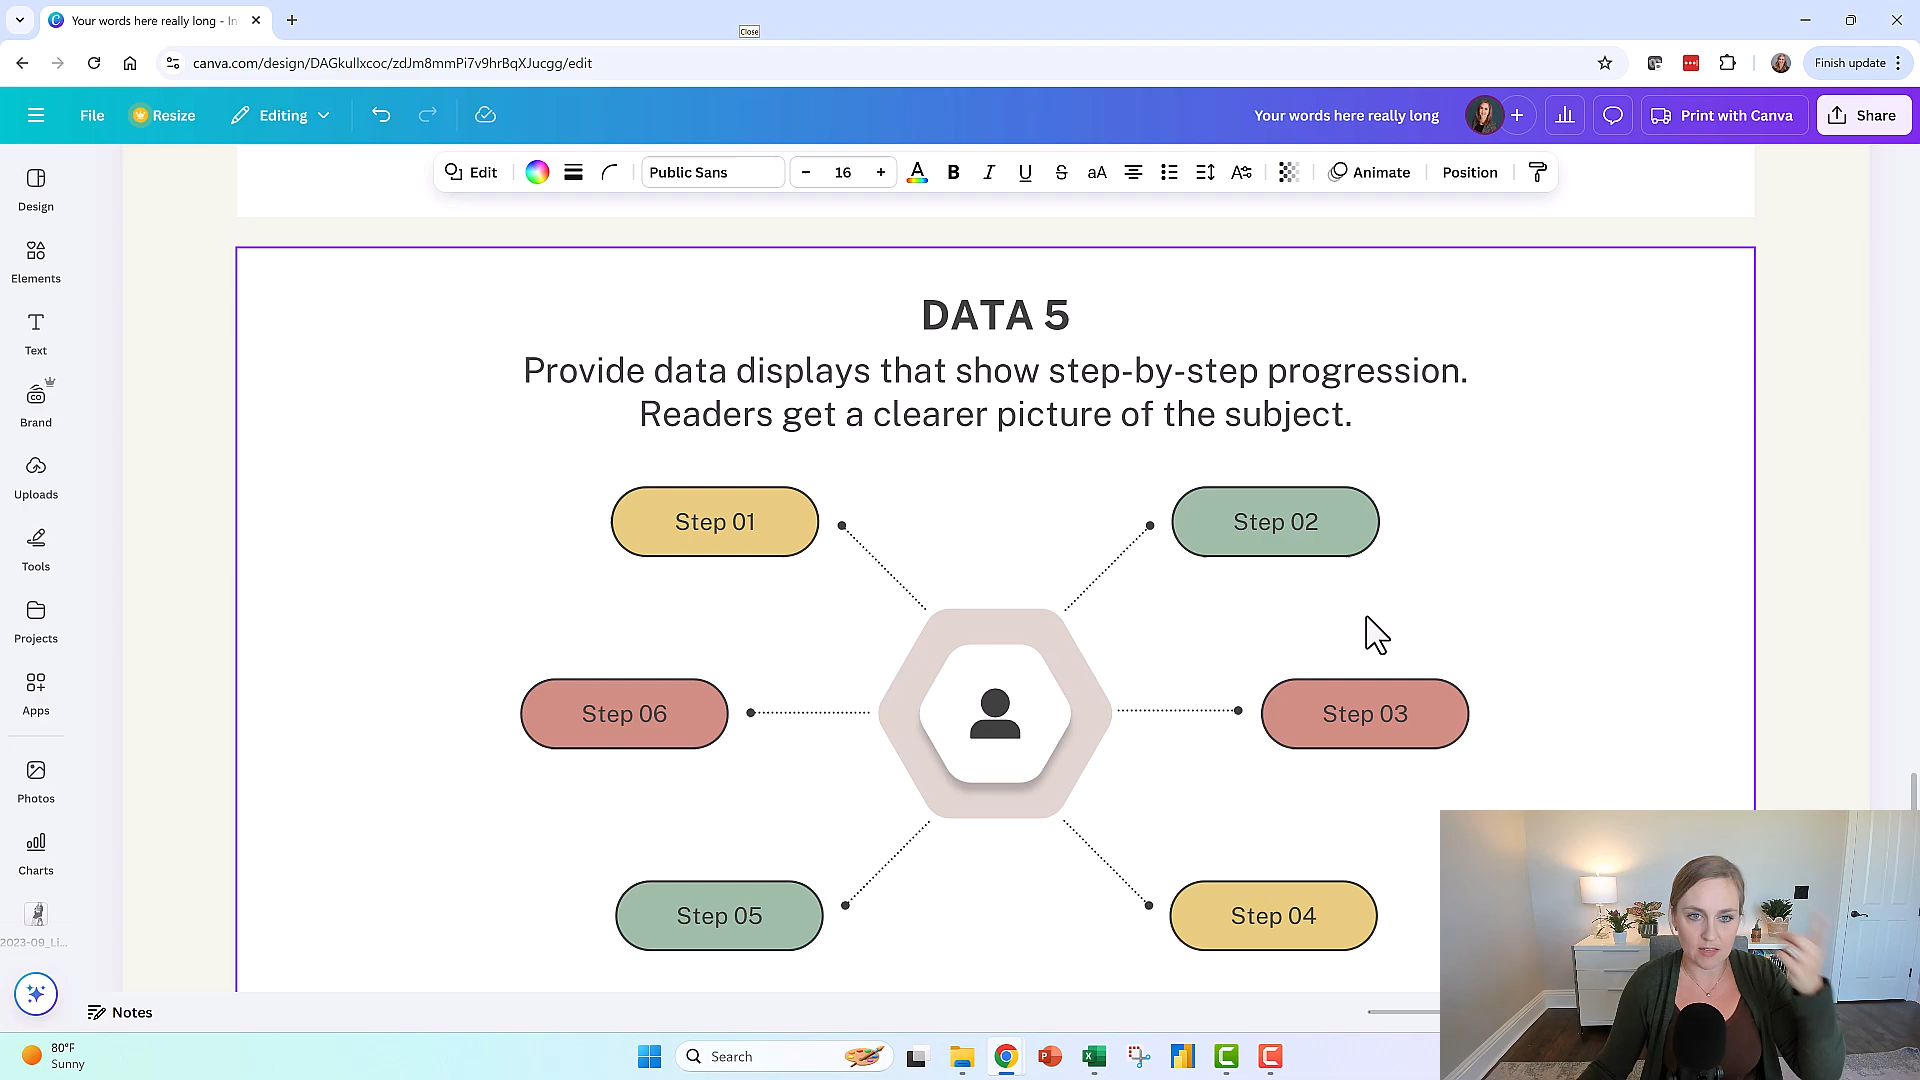 Your words here really long - In
Close
canva.com/design/DAGkullxcoc/zdJm8mmPi7v9hrBqXJucgg/edit
Finish update
File
Resize
Editing
Your words here really long
Print with Canva
Share
Edit
Public Sans
16
A
B
I
U
S
aA
Animate
Position
Design
Elements
Text
Brand
Uploads
Tools
Projects
Apps
Photos
Charts
2023-09_Li...
DATA 5
Provide data displays that show step-by-step progression.
Readers get a clearer picture of the subject.
Step 01
Step 02
Step 06
Step 03
Step 05
Step 04
Notes
80°F
Sunny
Search